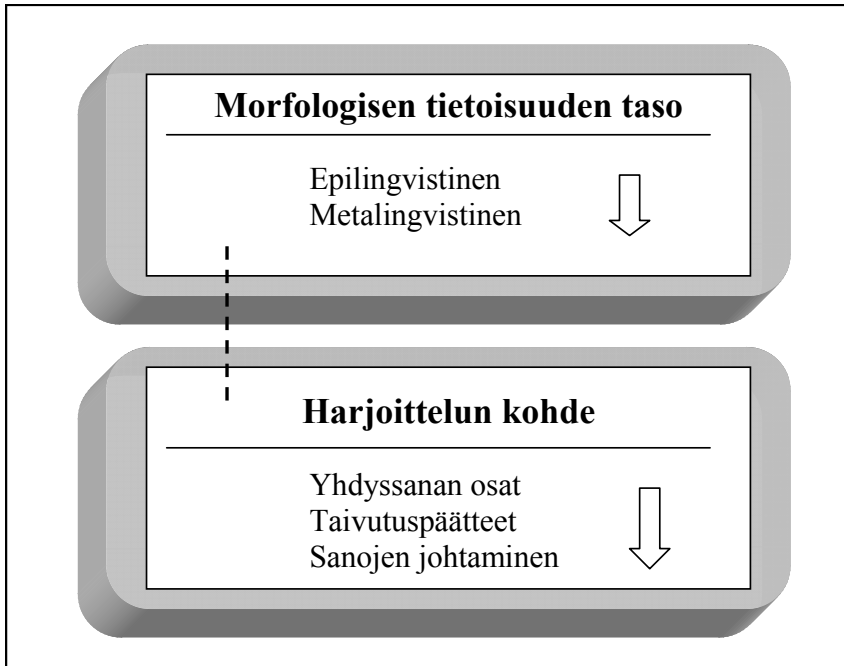 Morfologisen tietoisuuden taso
Epilingvistinen
Metalingvistinen
Harjoittelun kohde
Yhdyssanan osat
Taivutuspäätteet
Sanojen johtaminen